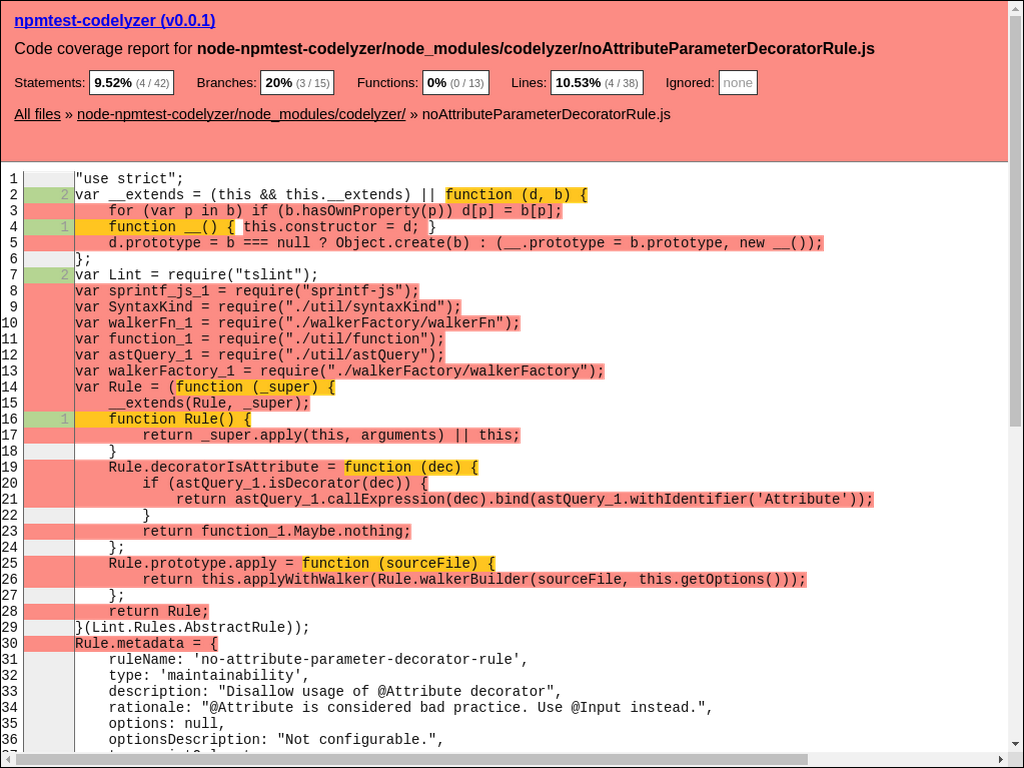 npmtest-codelyzer (v0.0.1)
Code coverage report for node-npmtest-codelyzer/node_modules/codelyzer/noAttributeParameterDecoratorRule.js
Statements: 9.52% (4 / 42) Branches: 20% (3 / 15) Functions: 0% (0 / 13) Lines: 10.53% (4 / 38) Ignored: none
All files » node-npmtest-codelyzer/node_modules/codelyzer/ » noAttributeParameterDecoratorRule.js
1 "use strict";
2 2 var __extends = (this && this.__extends) || function (d, b) {
3     for (var p in b) if (b.hasOwnProperty(p)) d[p] = b[p];
4 1     function __() { this.constructor = d; }
5     d.prototype = b === null ? Object.create(b) : (__.prototype = b.prototype, new __());
6 };
7 2 var Lint = require("tslint");
8 var sprintf_js_1 = require("sprintf-js");
9 var SyntaxKind = require("./util/syntaxKind");
10 var walkerFn_1 = require("./walkerFactory/walkerFn");
11 var function_1 = require("./util/function");
12 var astQuery_1 = require("./util/astQuery");
13 var walkerFactory_1 = require("./walkerFactory/walkerFactory");
14 var Rule = (function (_super) {
15     __extends(Rule, _super);
16 1     function Rule() {
17         return _super.apply(this, arguments) || this;
18     }
19     Rule.decoratorIsAttribute = function (dec) {
20         if (astQuery_1.isDecorator(dec)) {
21             return astQuery_1.callExpression(dec).bind(astQuery_1.withIdentifier('Attribute'));
22         }
23         return function_1.Maybe.nothing;
24     };
25     Rule.prototype.apply = function (sourceFile) {
26         return this.applyWithWalker(Rule.walkerBuilder(sourceFile, this.getOptions()));
27     };
28     return Rule;
29 }(Lint.Rules.AbstractRule));
30 Rule.metadata = {
31     ruleName: 'no-attribute-parameter-decorator-rule',
32     type: 'maintainability',
33     description: "Disallow usage of @Attribute decorator",
34     rationale: "@Attribute is considered bad practice. Use @Input instead.",
35     options: null,
36     optionsDescription: "Not configurable.",